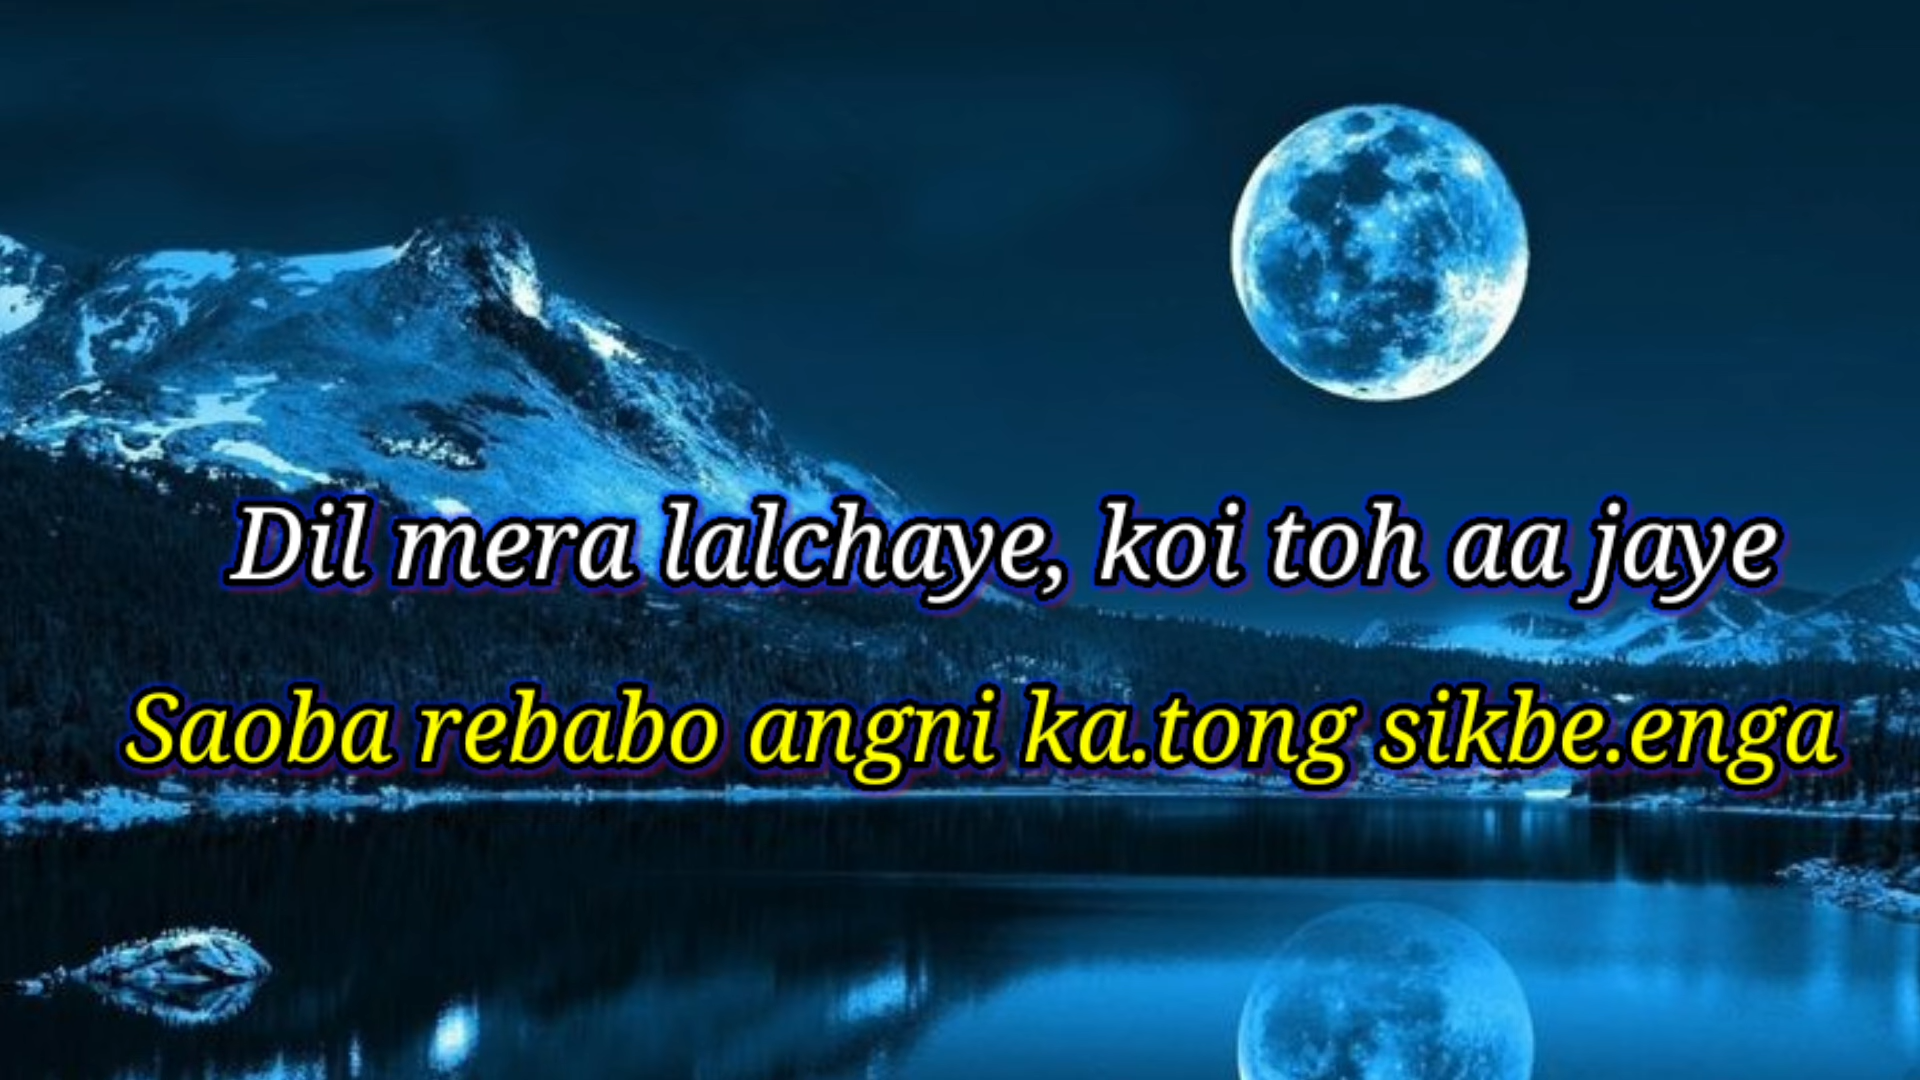 Dil mera lalchaye, koi toh aa jaye
Saoba rebabo angni ka.tong sikbe.enga